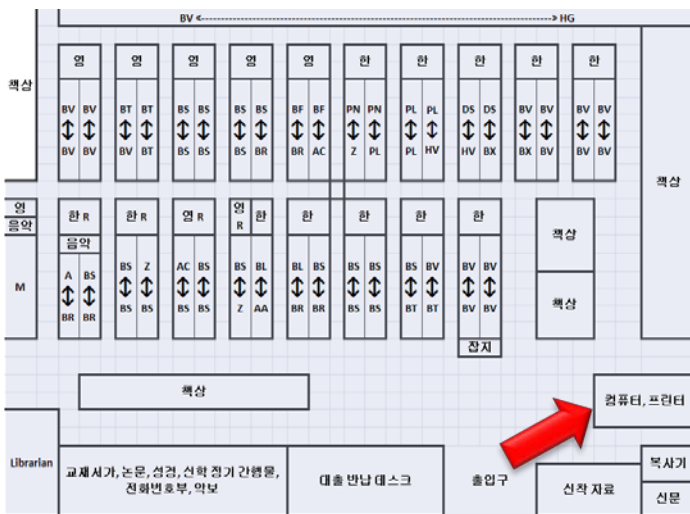 BV <--------------------------------> HG
책상
영 영 영 영 영 한 한 한 한 한
BV BV BT BT BS BS BS BS BF BF PN PN PL PL DS DS BV BV BV BV
BV BV BV BT BS BS BS BR BR AC Z PL PL HV HV BX BX BV BV BV
책상
영
음악
M
한 R 한 R 영 R 영 R 한 한 한 한 한
음악
A BS BS Z AC BS BS BL BL BS BS BS BS BV BV BV
BR BR BS BS BS BS Z AA BR BR BS BS BT BT BV BV
잡지
책상
책상
책상
컴퓨터, 프린터
Librarian
교재서가, 논문, 성경, 신학 정기 간행물,
전화번호부, 악보
대출 반납 데스크
출입구
신착 자료
복사기
신문